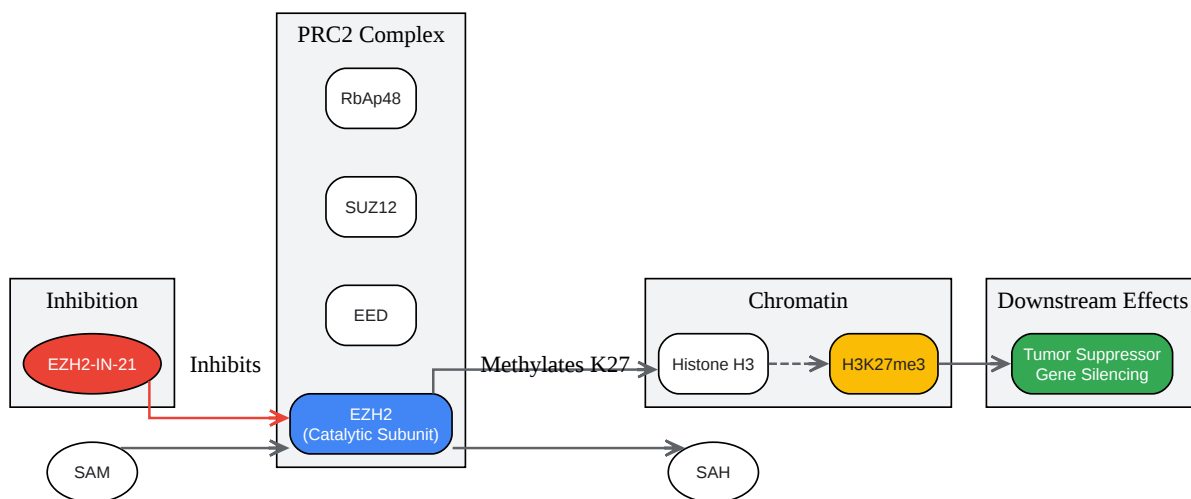 PRC2 Complex
RbAp48
SUZ12
EED
EZH2
(Catalytic Subunit)
Inhibition
EZH2-IN-21
Inhibits
SAM
Methylates K27
Chromatin
Histone H3
H3K27me3
SAH
Downstream Effects
Tumor Suppressor
Gene Silencing